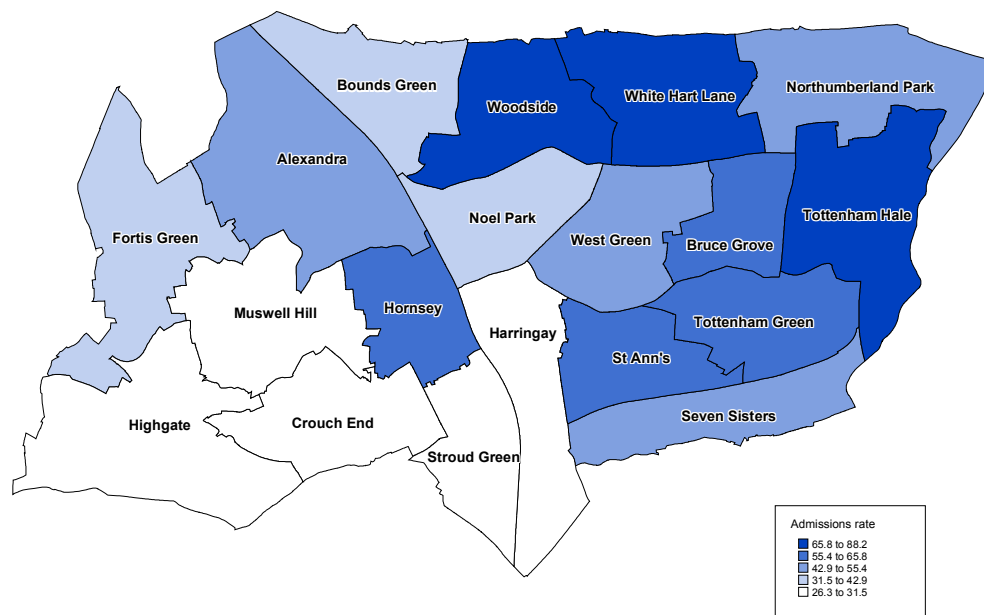 Bounds Green
Northumberland Park
White Hart Lane
Woodside
Alexandra
Noel Park
Tottenham Hale
Fortis Green
West Green
Bruce Grove
Muswell Hill
Hornsey
Harringay
Tottenham Green
St Ann's
Seven Sisters
Highgate
Crouch End
Stroud Green
Admissions rate
65.8 to 88.2
55.4 to 65.8
42.9 to 55.4
31.5 to 42.9
26.3 to 31.5